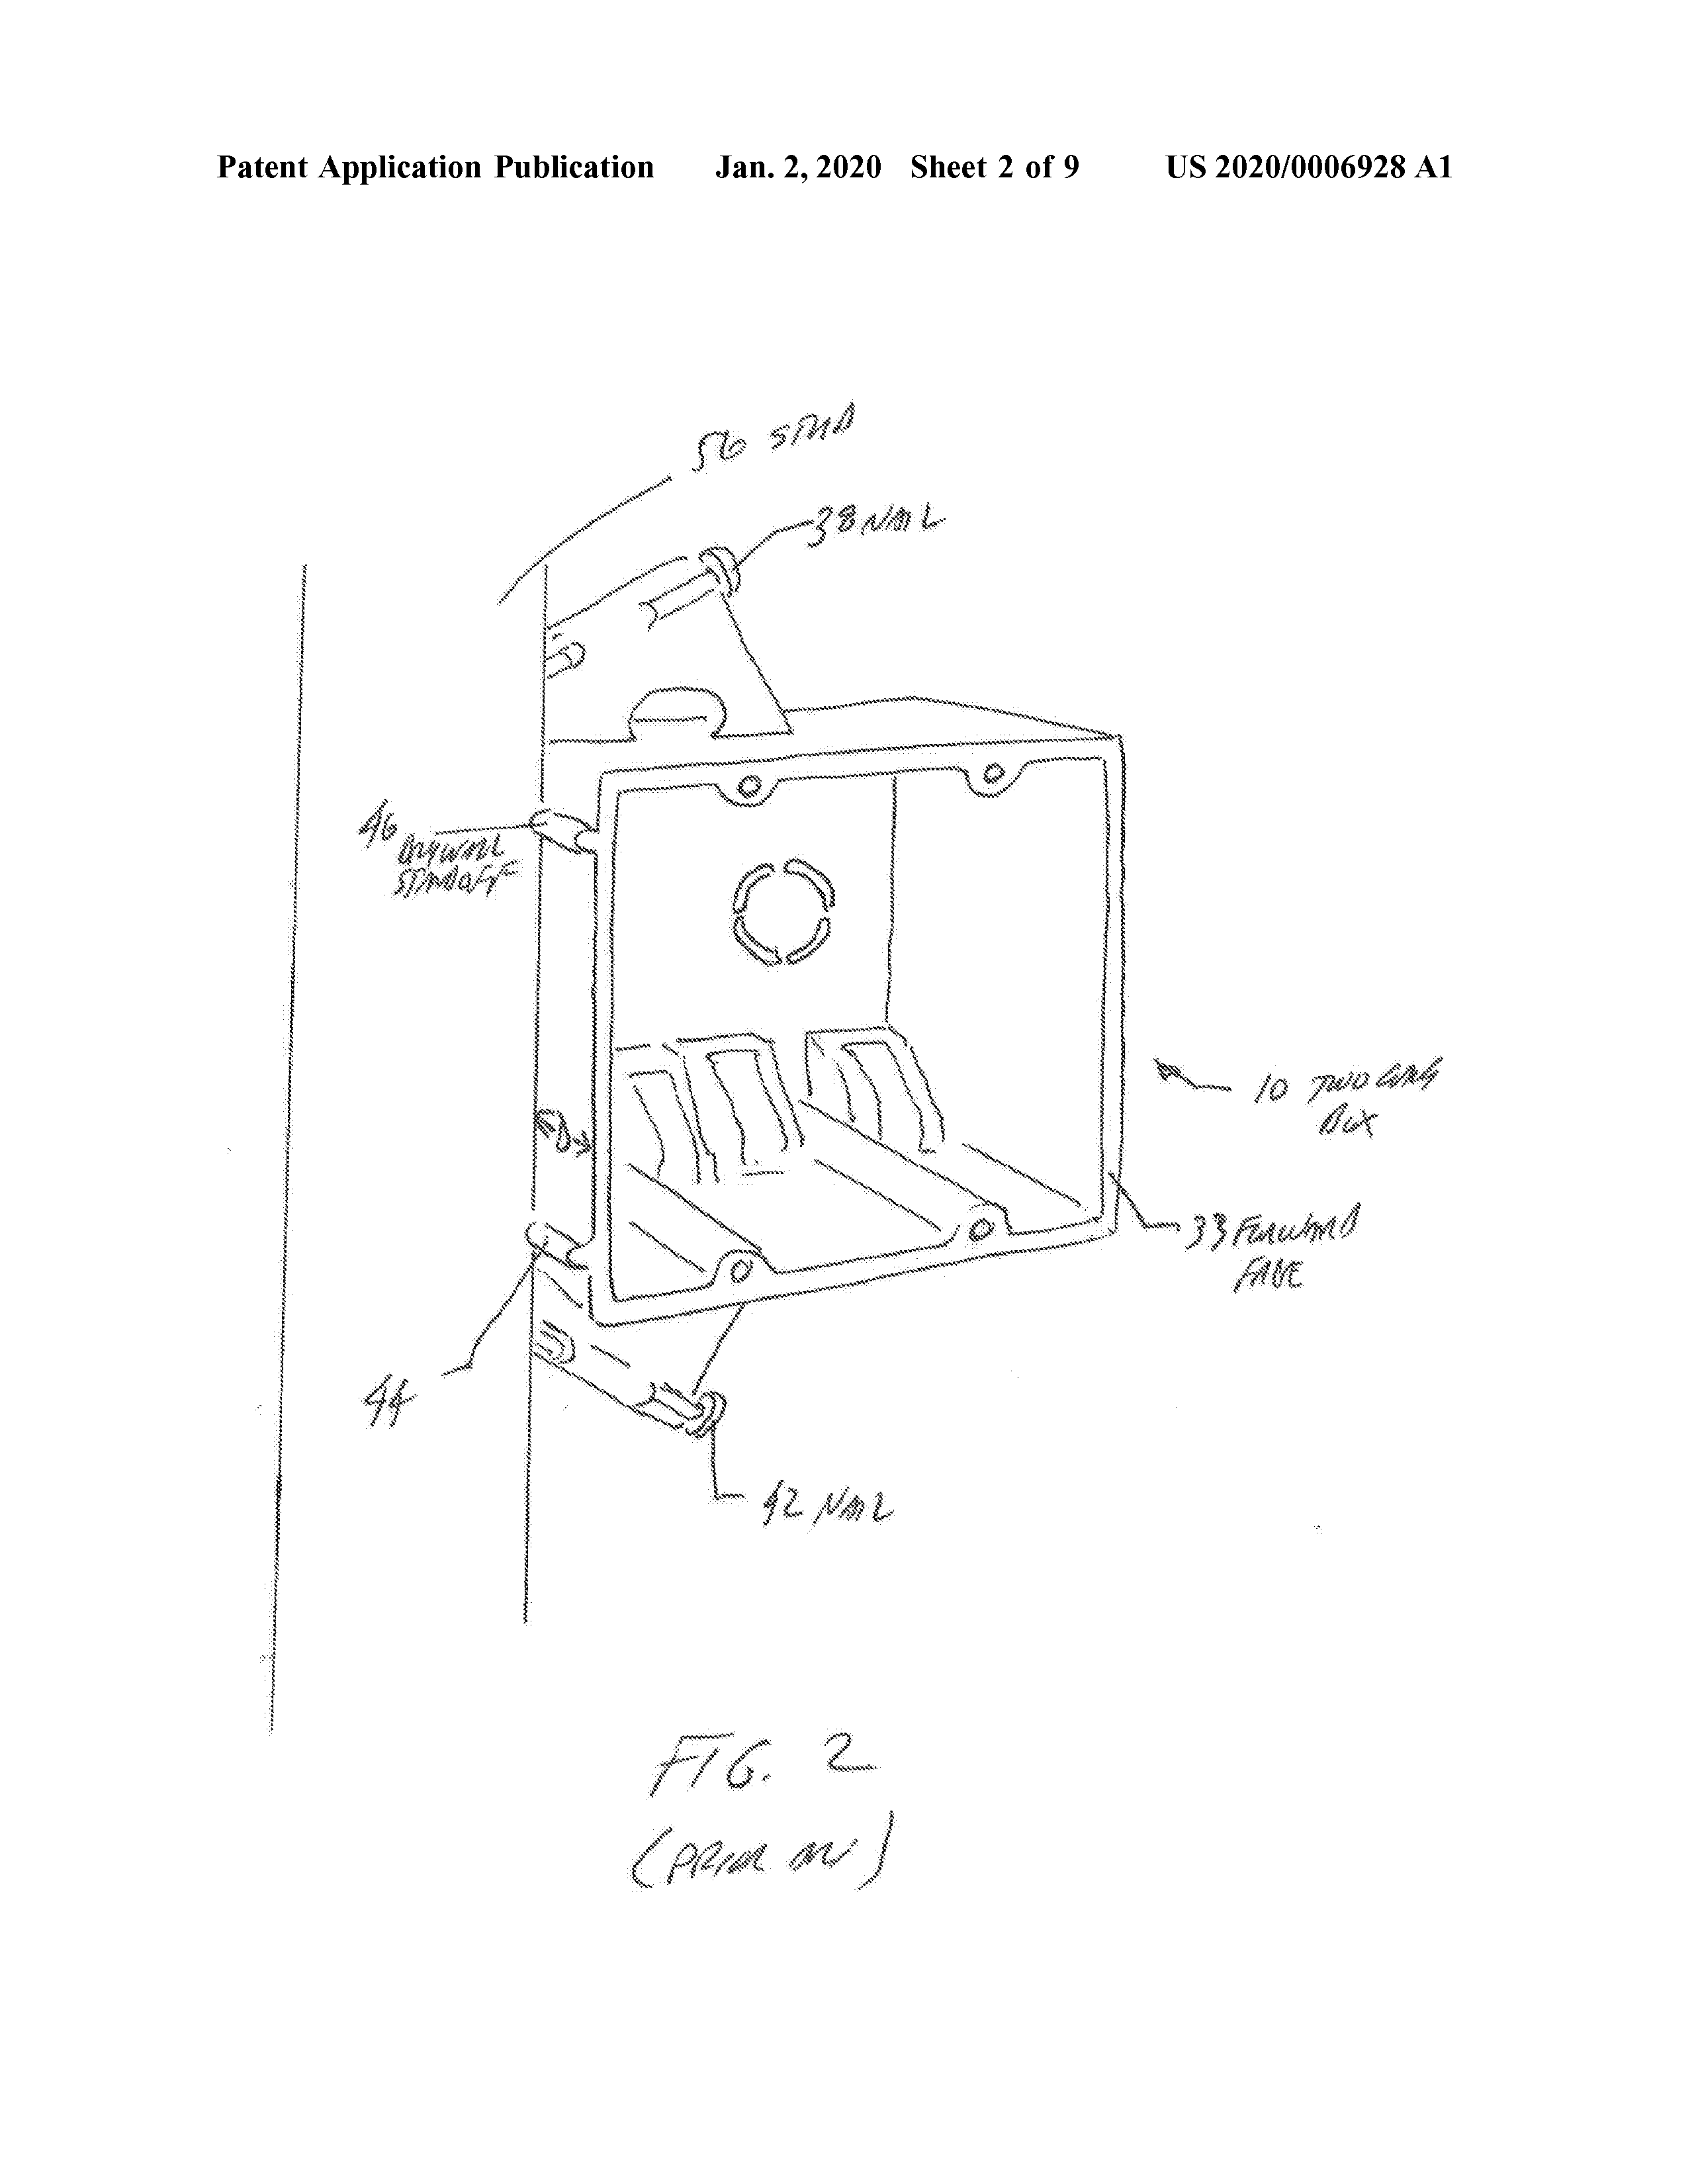 Patent Application Publication Jan. 2, 2020 Sheet 2 of 9 US 2020/0006928 A1
56 STUD
38 NAIL
46 DRYWALL
STANDOFF
D
10 TWO GANG
BOX
33 FORWARD
FACE
44
42 NAIL
FIG. 2
(PRIOR ART)